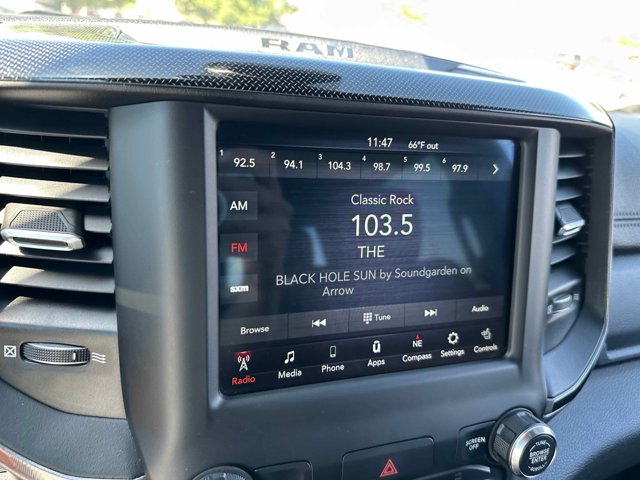 RAM
11:47 66°F out
1 92.5 2 94.1 3 104.3 4 98.7 5 99.5 6 97.9
Classic Rock
AM
103.5
FM
THE
BLACK HOLE SUN by Soundgarden on
Arrow
sxm
Browse Tune Audio
Radio Media Phone Apps NE Compass Settings Controls
SCREEN
OFF
TUNE
BROWSE
ENTER